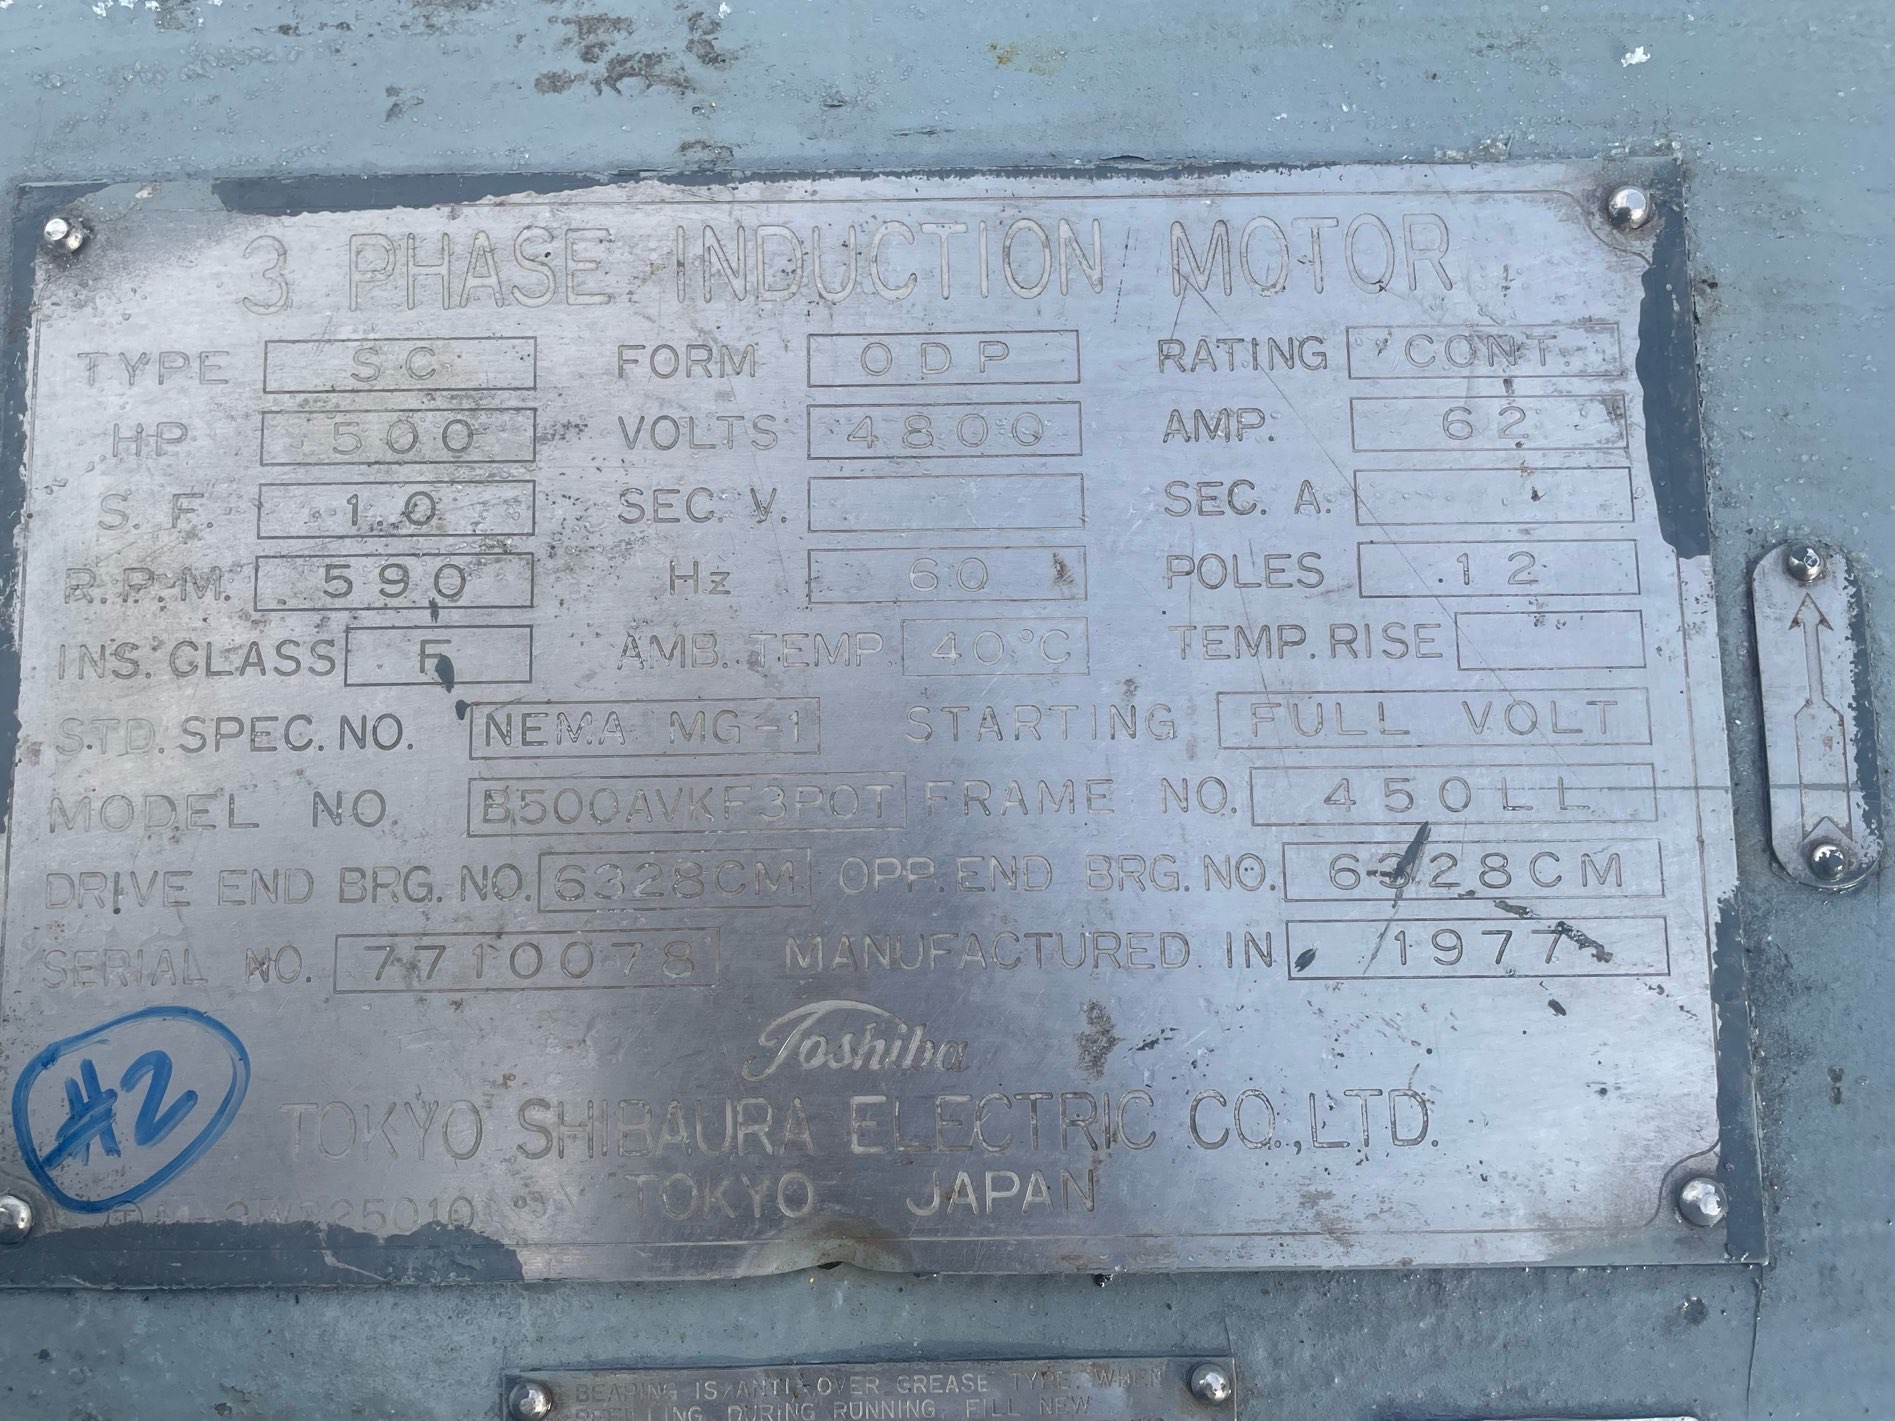 3 PHASE INDUCTION MOTOR
TYPE SC FORM ODP RATING CONT.
HP 500 VOLTS 4800 AMP. 62
S. F. 1.0 SEC. V. SEC. A.
R.P.M. 590 Hz 60 POLES 12
INS. CLASS F AMB. TEMP. 40°C TEMP. RISE
STD. SPEC. NO. NEMA MG-1 STARTING FULL VOLT
MODEL NO. B500AVKF3POT FRAME NO. 450LL
DRIVE END BRG. NO. 6328CM OPP. END BRG. NO. 6328CM
SERIAL NO. 7710078 MANUFACTURED IN 1977
Toshiba
#2
TOKYO SHIBAURA ELECTRIC CO., LTD.
TOKYO JAPAN
BEARING IS ANTI-OVER GREASE TYPE. WHEN
REFILLING DURING RUNNING, FILL NEW